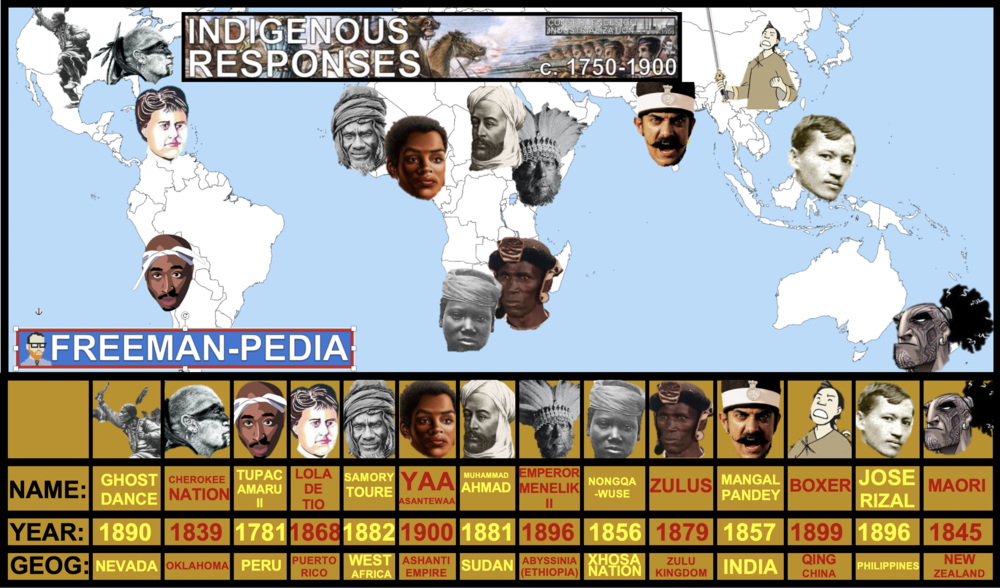 INDIGENOUS
RESPONSES
c. 1750-1900
FREEMAN-PEDIA
NAME:
GHOST
DANCE
CHEROKEE
NATION
TUPAC
AMARU
II
LOLA
DE
TIO
SAMORY
TOURE
YAA
ASANTEWAA
MUHAMMAD
AHMAD
EMPEROR
MENELIK
II
NONGQA
-WUSE
ZULUS
MANGAL
PANDEY
BOXER
JOSE
RIZAL
MAORI
YEAR:
1890
1839
1781
1868
1882
1900
1881
1896
1856
1879
1857
1899
1896
1845
GEOG:
NEVADA
OKLAHOMA
PERU
PUERTO
RICO
WEST
AFRICA
ASHANTI
EMPIRE
SUDAN
ABYSSINIA
(ETHIOPIA)
XHOSA
NATION
ZULU
KINGDOM
INDIA
QING
CHINA
PHILIPPINES
NEW
ZEALAND